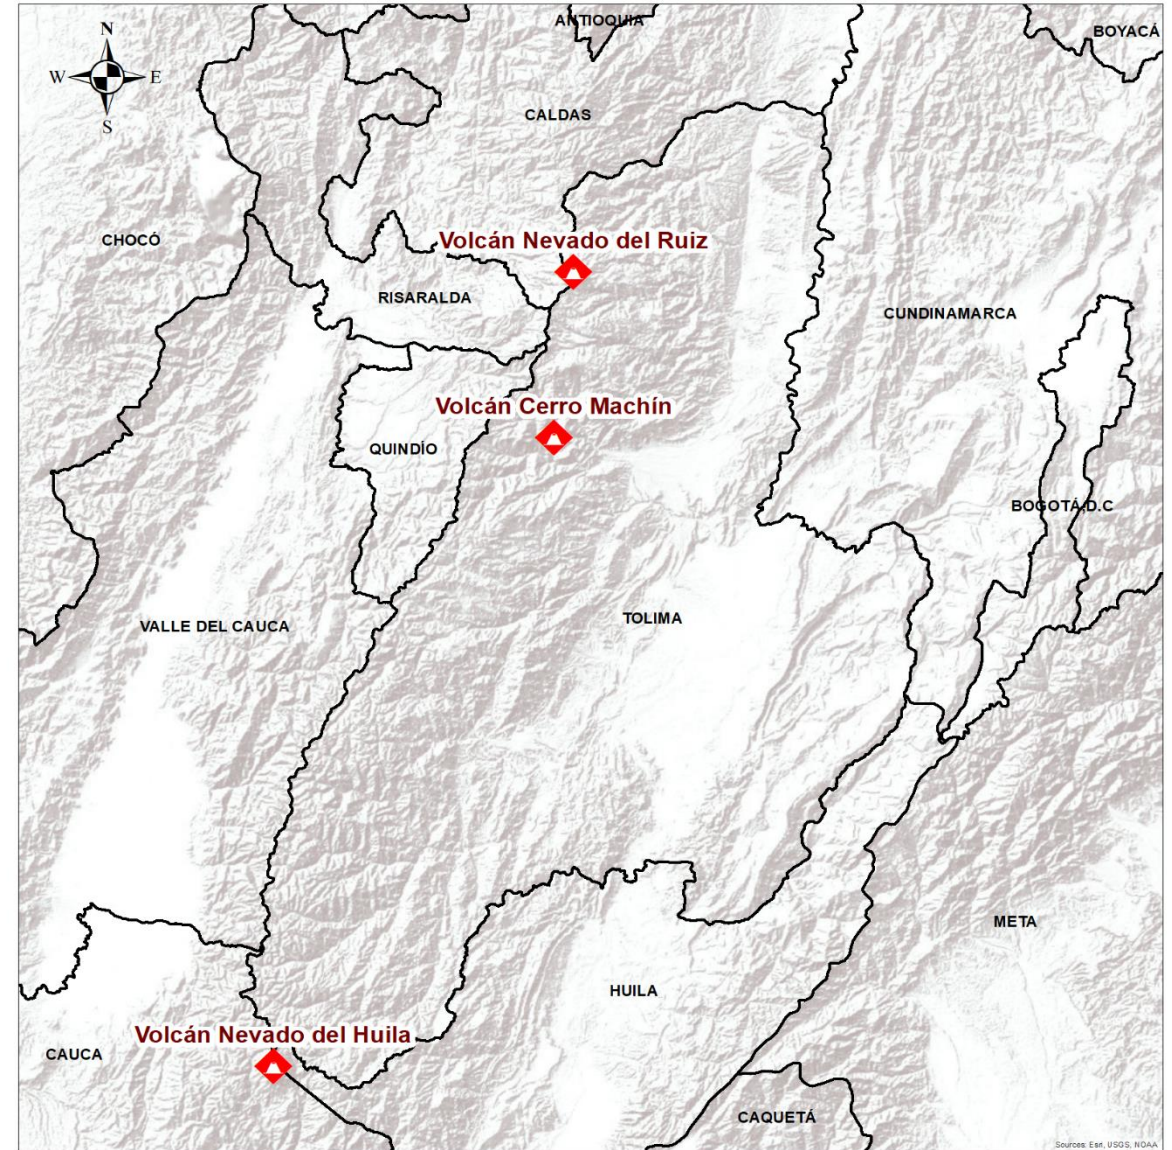 ANTIOQUIA
BOYACÁ
N
W E
S
CALDAS
CHOCÓ
Volcán Nevado del Ruiz
RISARALDA
CUNDINAMARCA
Volcán Cerro Machín
QUINDÍO
BOGOTÁ.D.C
VALLE DEL CAUCA
TOLIMA
META
HUILA
Volcán Nevado del Huila
CAUCA
CAQUETÁ
Sources: Esri, USGS, NOAA